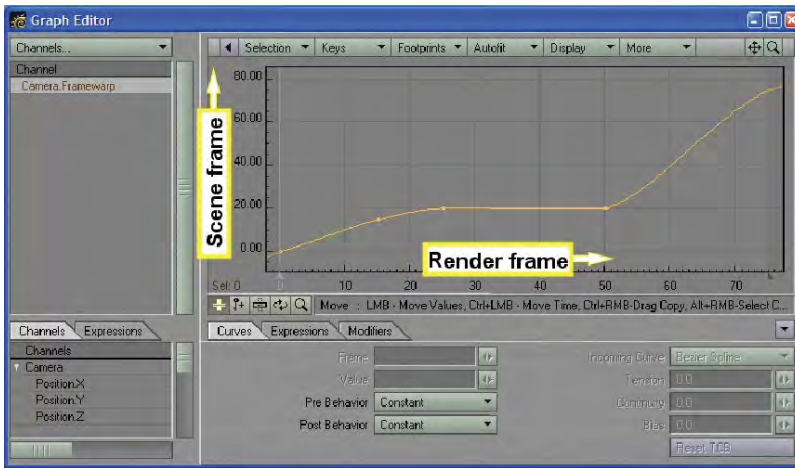 Graph Editor
Channels...
Selection Keys Footprints Autofit Display More
Channel
Camera.Framewarp
80.00
60.00
40.00
20.00
0.00
Scene frame
Render frame
Sel: 0 0 10 20 30 40 50 60 70
Move : LMB - Move Values, Ctrl+LMB - Move Time, Ctrl+RMB-Drag Copy, Alt+RMB-Select C...
Channels Expressions
Curves Expressions Modifiers
Channels
Camera
Position.X
Position.Y
Position.Z
Frame
Value
Pre Behavior Constant
Post Behavior Constant
Incoming Curve Bezier Spline
Tension 0.0
Continuity 0.0
Bias 0.0
Reset TCB